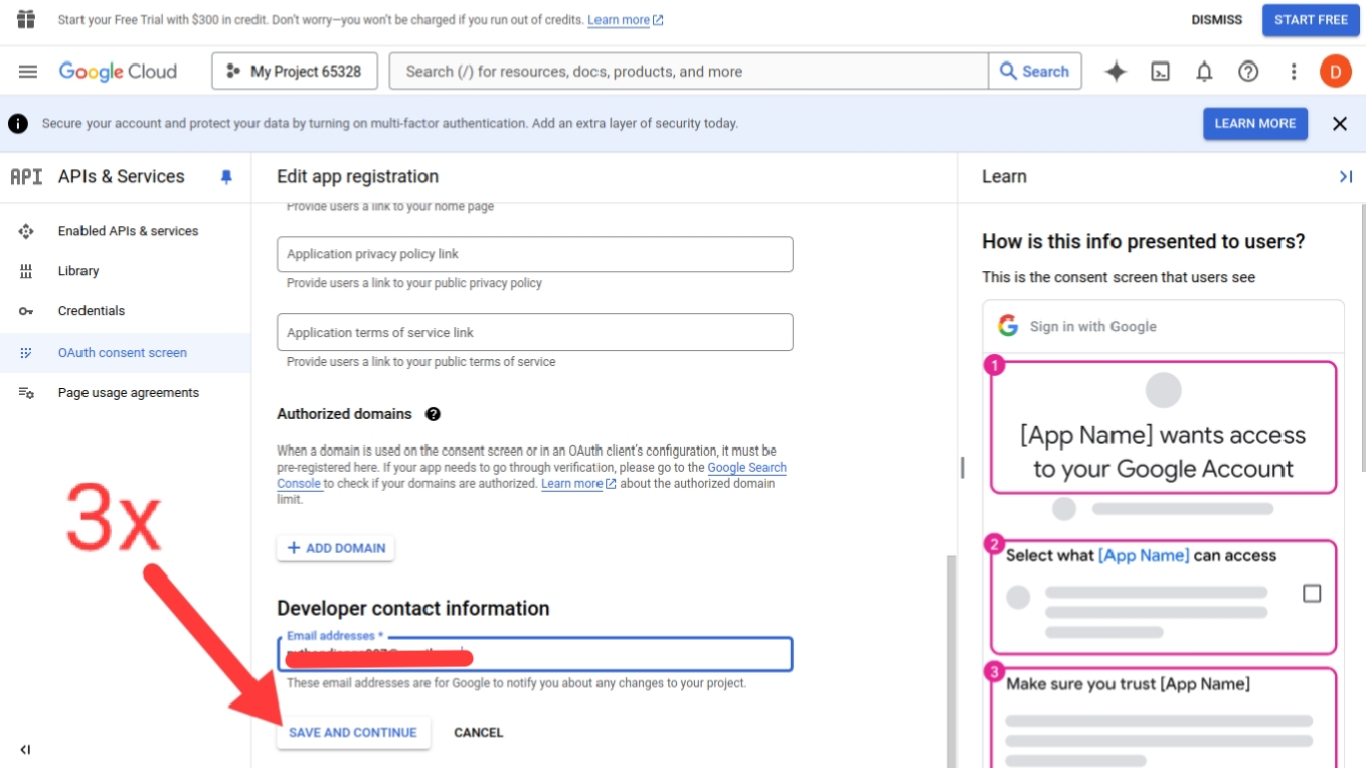 Start your Free Trial with $300 in credit. Don't worry—you won't be charged if you run out of credits. Learn more
DISMISS
START FREE
Google Cloud
My Project 65328
Search (/) for resources, docs, products, and more
Search
D
Secure your account and protect your data by turning on multi-factor authentication. Add an extra layer of security today.
LEARN MORE
API
APIs & Services
Enabled APIs & services
Library
Credentials
OAuth consent screen
Page usage agreements
Edit app registration
Provide users a link to your home page
Application privacy policy link
Provide users a link to your public privacy policy
Application terms of service link
Provide users a link to your public terms of service
Authorized domains
When a domain is used on the consent screen or in an OAuth client's configuration, it must be
pre-registered here. If your app needs to go through verification, please go to the Google Search
Console to check if your domains are authorized. Learn more about the authorized domain
limit.
+ ADD DOMAIN
Developer contact information
Email addresses *
These email addresses are for Google to notify you about any changes to your project.
SAVE AND CONTINUE
CANCEL
3x
Learn
How is this info presented to users?
This is the consent screen that users see
Sign in with Google
1
[App Name] wants access
to your Google Account
2
Select what [App Name] can access
3
Make sure you trust [App Name]